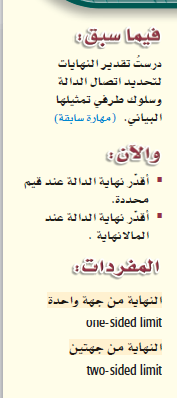 فيما سبق:
درستُ تقدير النهايات
لتحديد اتصال الدالة
وسلوك طرفي تمثيلها
البياني. (مهارة سابقة)
والآن:
▪ أقدّر نهاية الدالة عند قيم
محددة.
▪ أقدّر نهاية الدالة عند
المالانهاية .
المفردات:
النهاية من جهة واحدة
one-sided limit
النهاية من جهتين
two-sided limit